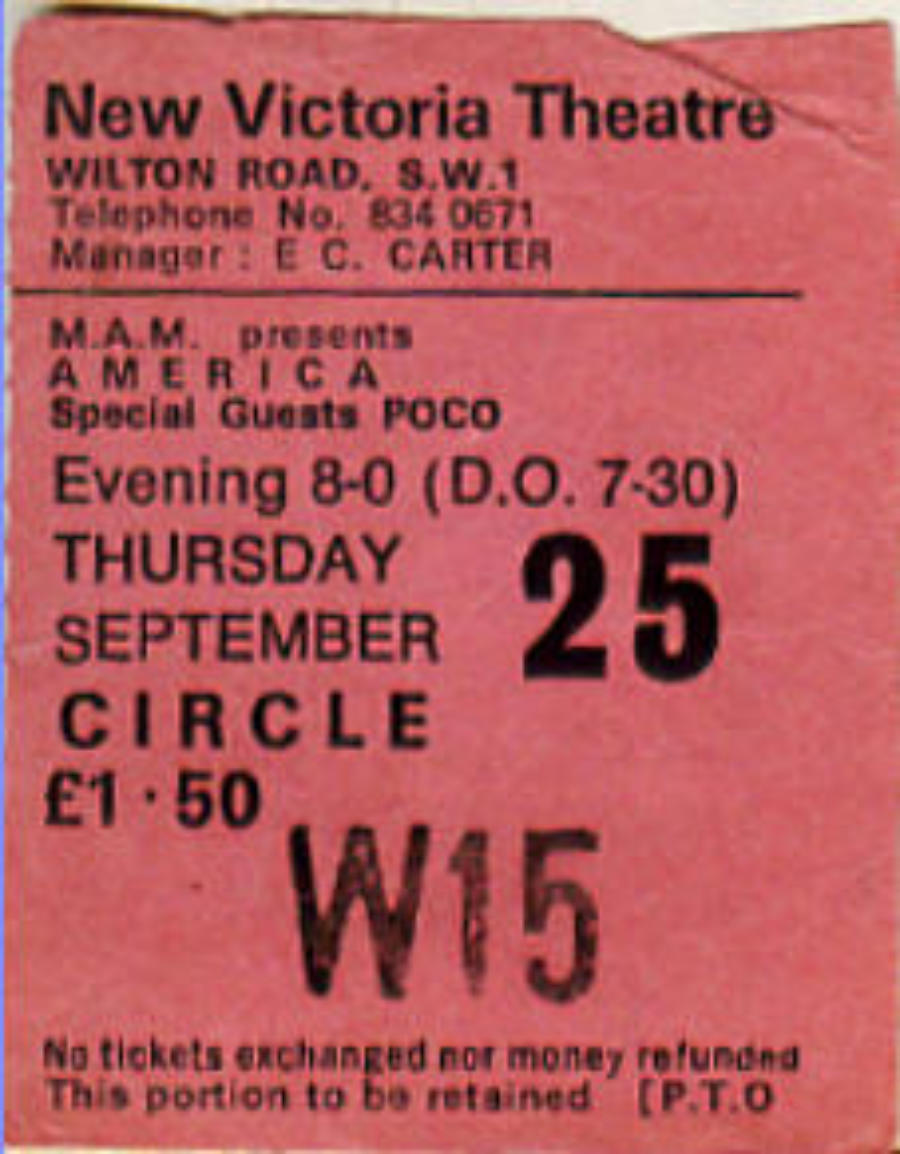 New Victoria Theatre
WILTON ROAD. S.W.1
Telephone No. 834 0671
Manager : E C. CARTER
M.A.M. presents
AMERICA
Special Guests POCO
Evening 8-0 (D.O. 7-30)
THURSDAY
SEPTEMBER 25
CIRCLE
£1·50
W15
No tickets exchanged nor money refunded
This portion to be retained [P.T.O